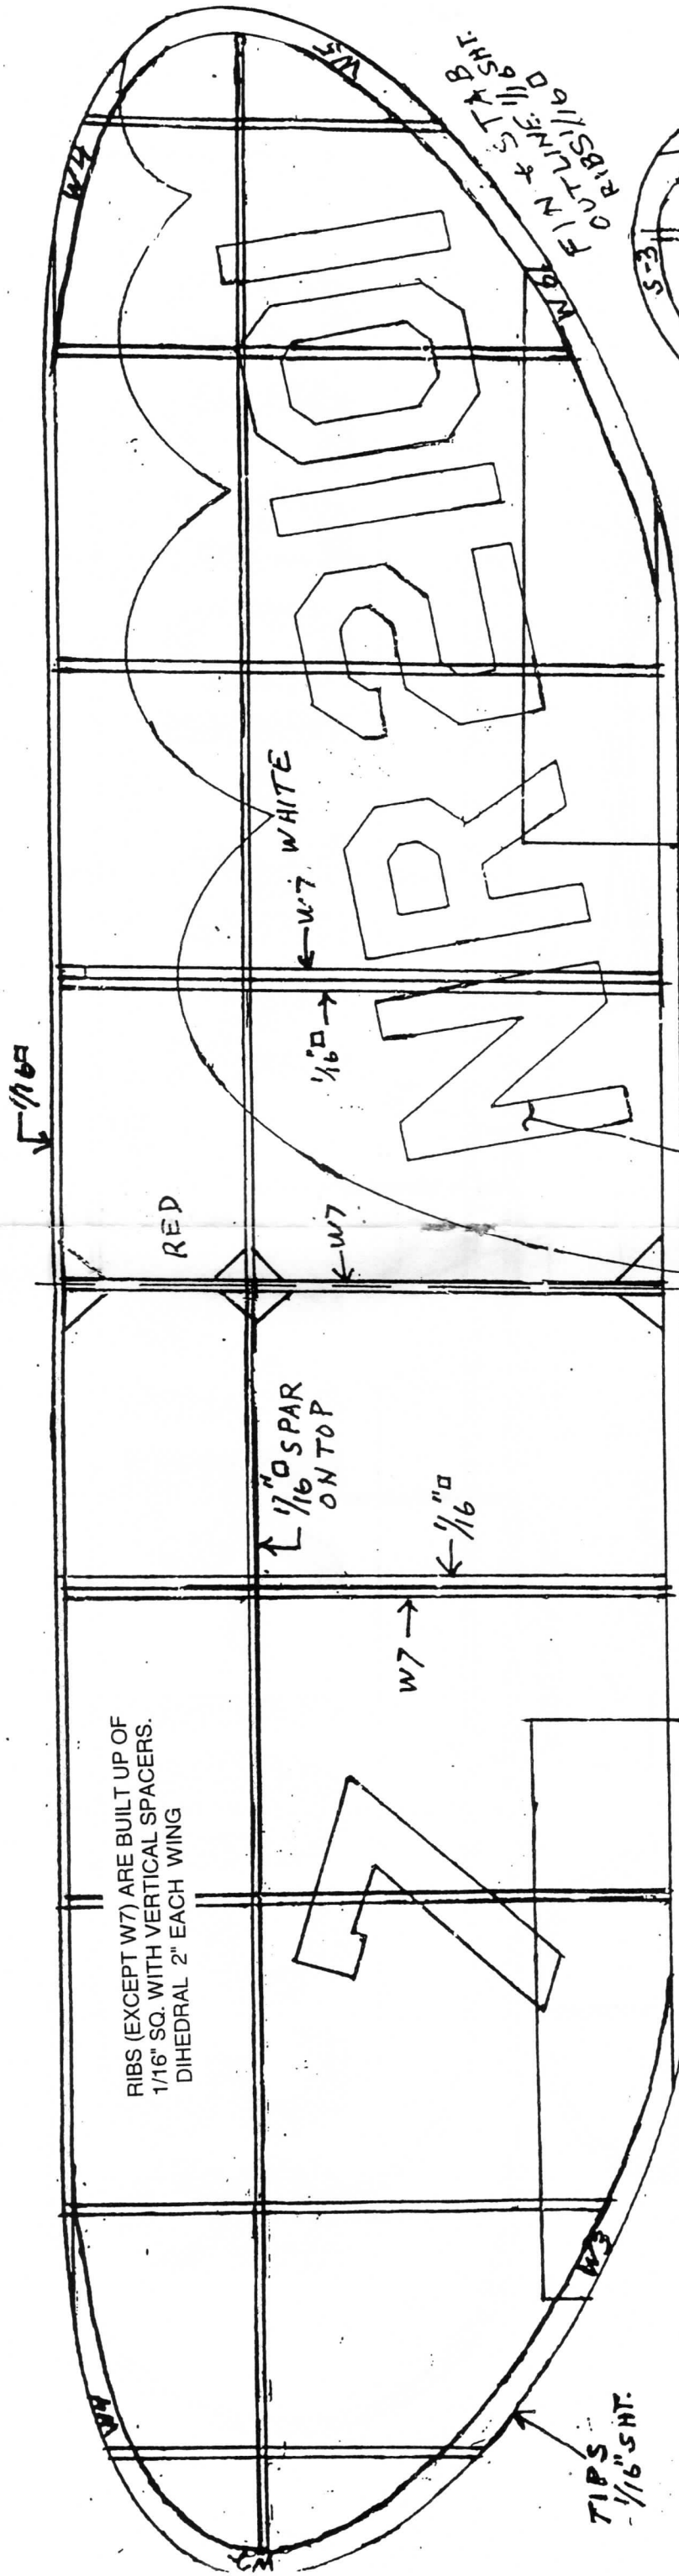 W4
W5
FIN & STAB
OUTLINE 1/16 SHT.
RIBS 1/16 □
S-3
W6
NR2101
1/16 □
W7
WHITE
1/16" □
RED
W7
1/16" □ SPAR
ON TOP
1/16" □
W7
RIBS (EXCEPT W7) ARE BUILT UP OF
1/16" SQ. WITH VERTICAL SPACERS.
DIHEDRAL 2" EACH WING
7
W4
W3
TIPS
1/16" SHT.